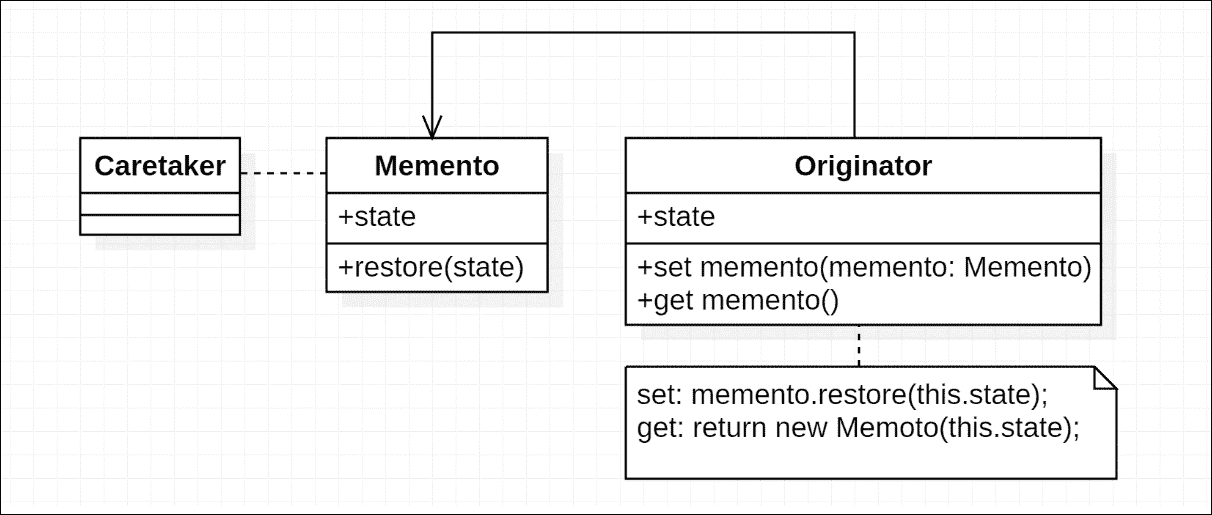 Caretaker
Memento
+state
+restore(state)
Originator
+state
+set memento(memento: Memento)
+get memento()
set: memento.restore(this.state);
get: return new Memoto(this.state);